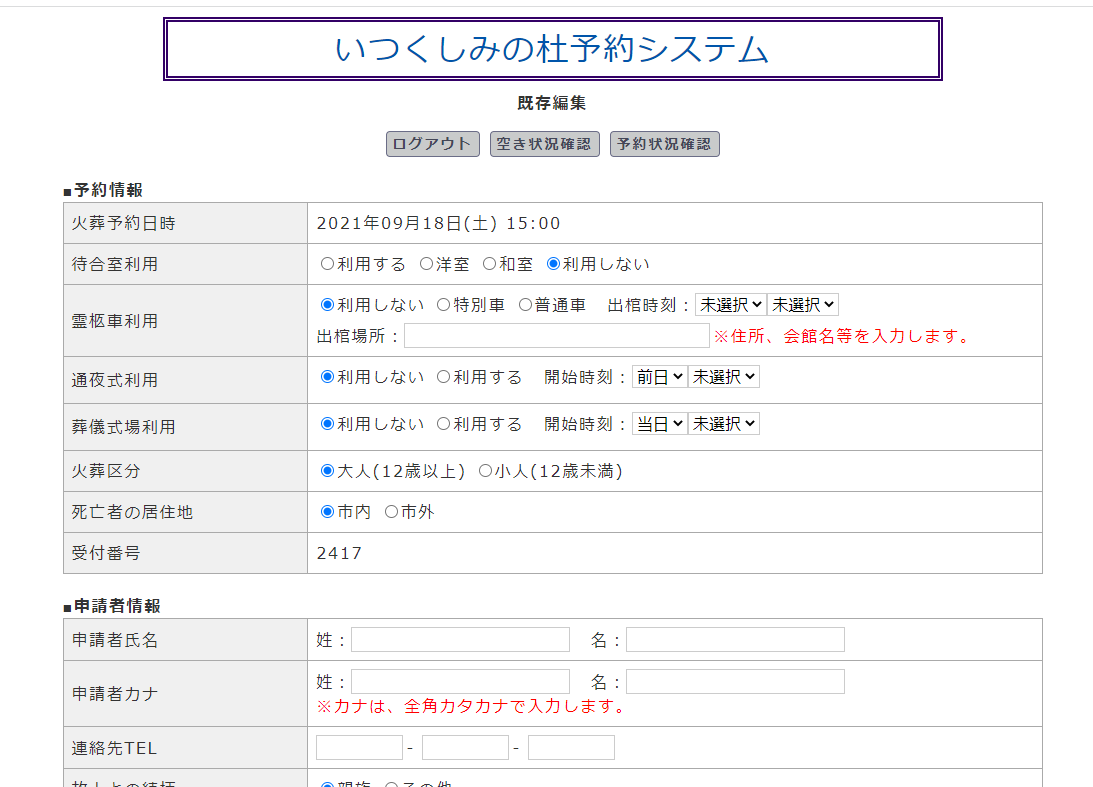 いつくしみの杜予約システム
既存編集
ログアウト 空き状況確認 予約状況確認
■予約情報
火葬予約日時 2021年09月18日(土) 15:00
待合室利用 利用する 洋室 和室 利用しない
霊柩車利用 利用しない 特別車 普通車 出棺時刻: 未選択 未選択
出棺場所: ※住所、会館名等を入力します。
通夜式利用 利用しない 利用する 開始時刻: 前日 未選択
葬儀式場利用 利用しない 利用する 開始時刻: 当日 未選択
火葬区分 大人(12歳以上) 小人(12歳未満)
死亡者の居住地 市内 市外
受付番号 2417
■申請者情報
申請者氏名 姓: 名:
申請者カナ 姓: 名:
※カナは、全角カタカナで入力します。
連絡先TEL - -